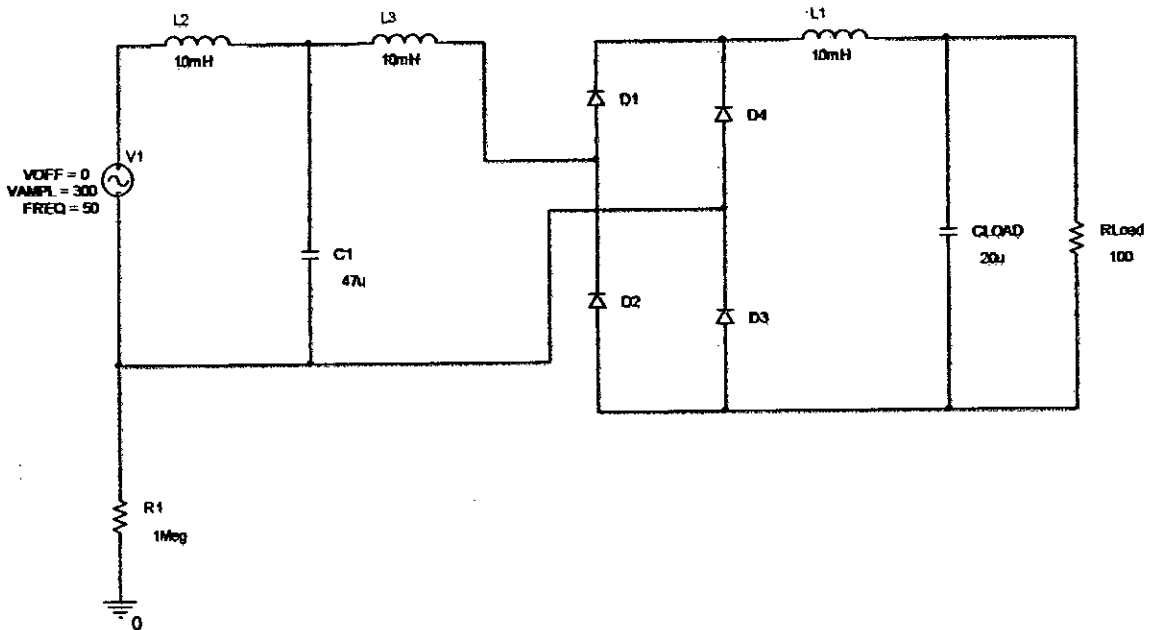 L2
10mH
L3
10mH
L1
10mH
D1
D4
V1
VOFF = 0
VAMPL = 300
FREQ = 50
C1
47u
D2
D3
CLOAD
20u
RLoad
100
R1
1Meg
0